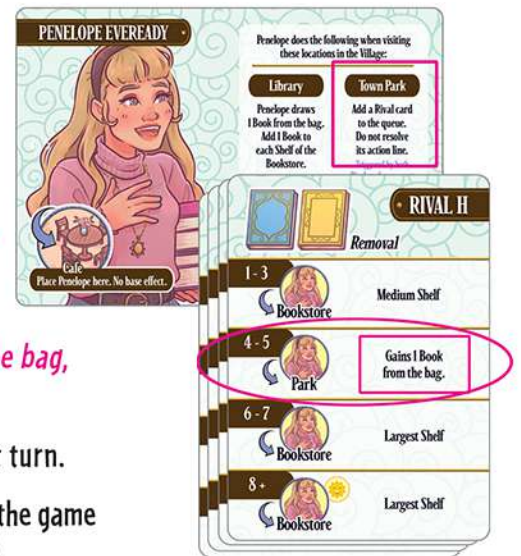 PENELOPE EVEREADY
Penelope does the following when visiting
these locations in the Village:
Library
Penelope draws
1 Book from the bag.
Add 1 Book to
each Shelf of the
Bookstore.
Town Park
Add a Rival card
to the queue.
Do not resolve
its action line.
Cafe
Place Penelope here. No base effect.
RIVAL H
Removal
1-3
Bookstore
Medium Shelf
4-5
Park
Gains 1 Book
from the bag.
6-7
Bookstore
Largest Shelf
8+
Bookstore
Largest Shelf
e bag,
turn.
the game